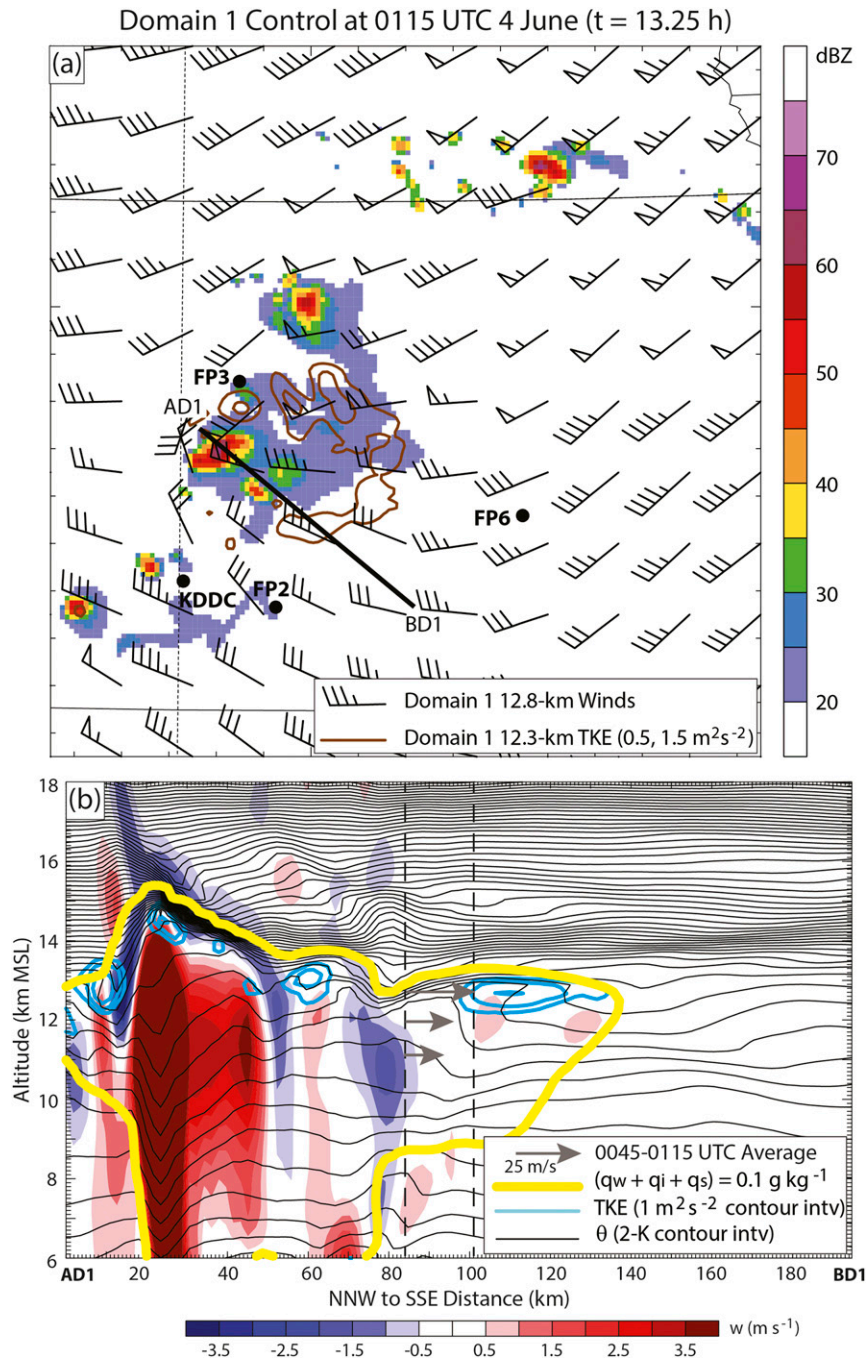 Domain 1 Control at 0115 UTC 4 June (t = 13.25 h)
(a)
dBZ
70
60
50
40
30
20
FP3
AD1
FP6
KDDC
FP2
BD1
Domain 1 12.8-km Winds
Domain 1 12.3-km TKE (0.5, 1.5 m²s⁻²)
(b)
18
16
14
12
10
8
6
Altitude (km MSL)
0045-0115 UTC Average
25 m/s
(qw + qi + qs) = 0.1 g kg⁻¹
TKE (1 m² s⁻² contour intv)
θ (2-K contour intv)
AD1 20 40 60 80 100 120 140 160 180 BD1
NNW to SSE Distance (km)
-3.5 -2.5 -1.5 -0.5 0.5 1.5 2.5 3.5 w (m s⁻¹)